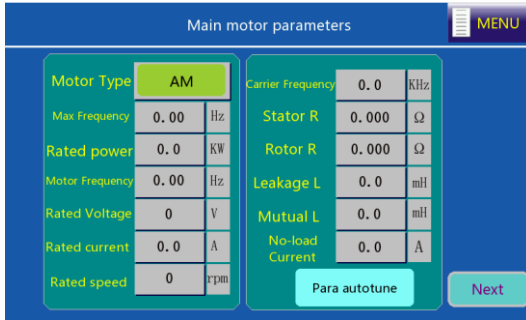 Main motor parameters
MENU
Motor Type AM
Max Frequency 0.00 Hz
Rated power 0.0 KW
Motor Frequency 0.00 Hz
Rated Voltage 0 V
Rated current 0.0 A
Rated speed 0 rpm
Carrier Frequency 0.0 KHz
Stator R 0.000 Ω
Rotor R 0.000 Ω
Leakage L 0.0 mH
Mutual L 0.0 mH
No-load
Current 0.0 A
Para autotune
Next